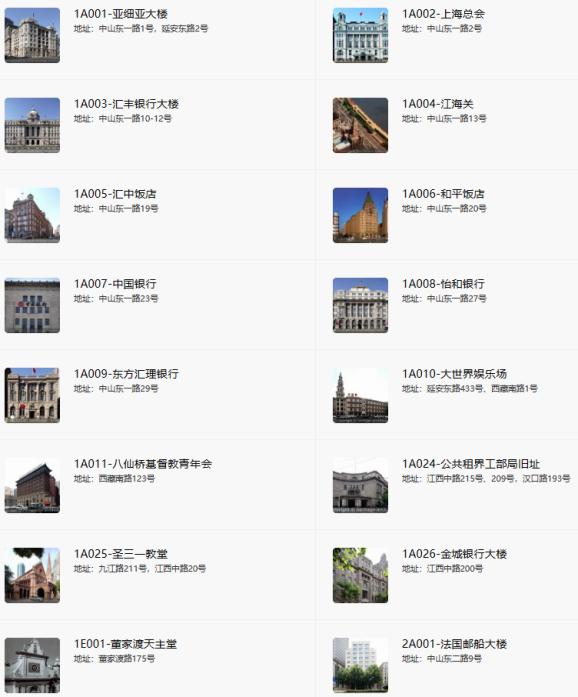 1A001-亚细亚大楼
地址：中山东一路1号，延安东路2号
1A002-上海总会
地址：中山东一路2号
1A003-汇丰银行大楼
地址：中山东一路10-12号
1A004-江海关
地址：中山东一路13号
1A005-汇中饭店
地址：中山东一路19号
1A006-和平饭店
地址：中山东一路20号
1A007-中国银行
地址：中山东一路23号
1A008-怡和银行
地址：中山东一路27号
1A009-东方汇理银行
地址：中山东一路29号
1A010-大世界娱乐场
地址：延安东路433号、西藏南路1号
1A011-八仙桥基督教青年会
地址：西藏南路123号
1A024-公共租界工部局旧址
地址：江西中路215号、209号，汉口路193号
1A025-圣三一教堂
地址：九江路211号，江西中路20号
1A026-金城银行大楼
地址：江西中路200号
1E001-董家渡天主堂
地址：董家渡路175号
2A001-法国邮船大楼
地址：中山东二路9号